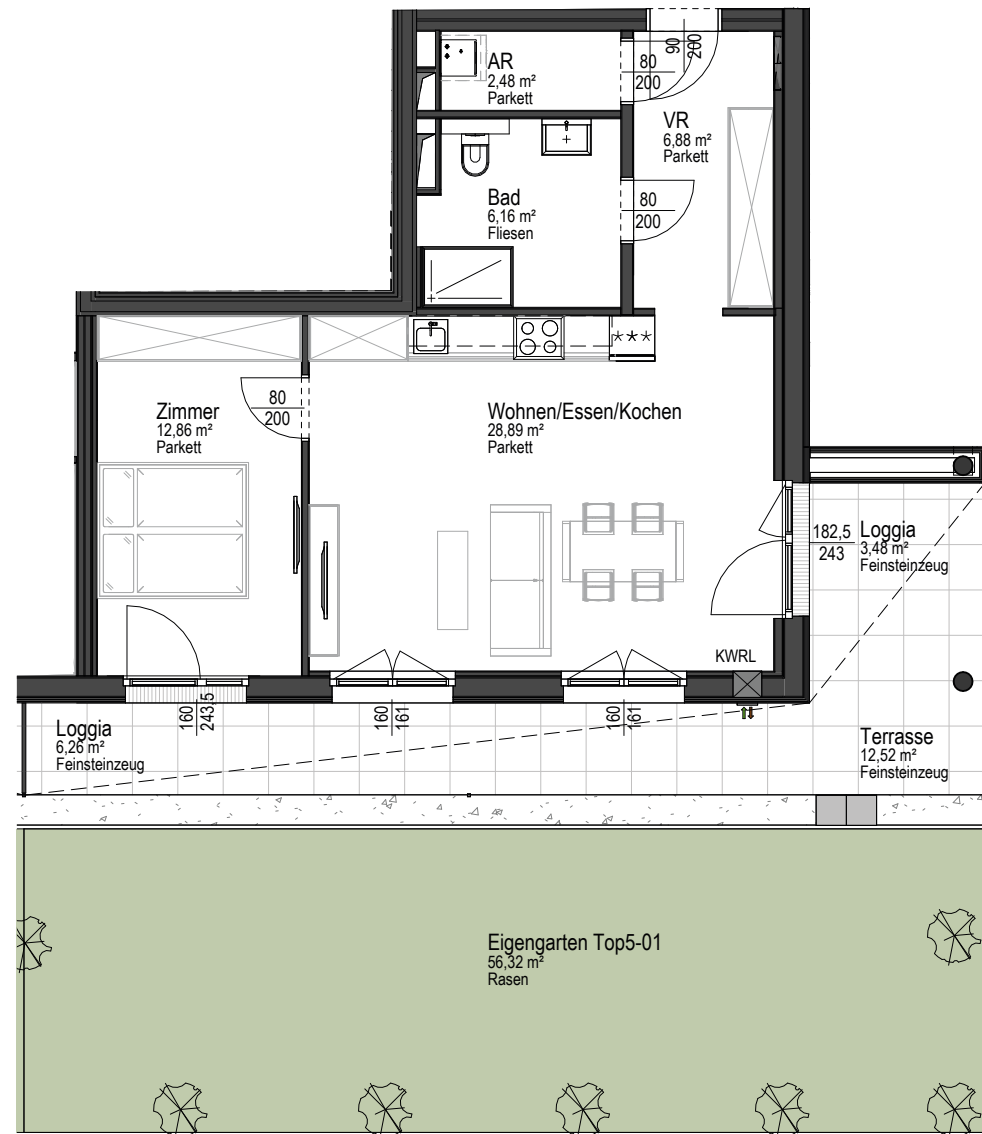 AR
2,48 m²
Parkett
80
200
90
200
VR
6,88 m²
Parkett
Bad
6,16 m²
Fliesen
80
200
***
Zimmer
12,86 m²
Parkett
80
200
Wohnen/Essen/Kochen
28,89 m²
Parkett
182,5
243
Loggia
3,48 m²
Feinsteinzeug
KWRL
160
243,5
160
161
160
161
Loggia
6,26 m²
Feinsteinzeug
Terrasse
12,52 m²
Feinsteinzeug
Eigengarten Top5-01
56,32 m²
Rasen